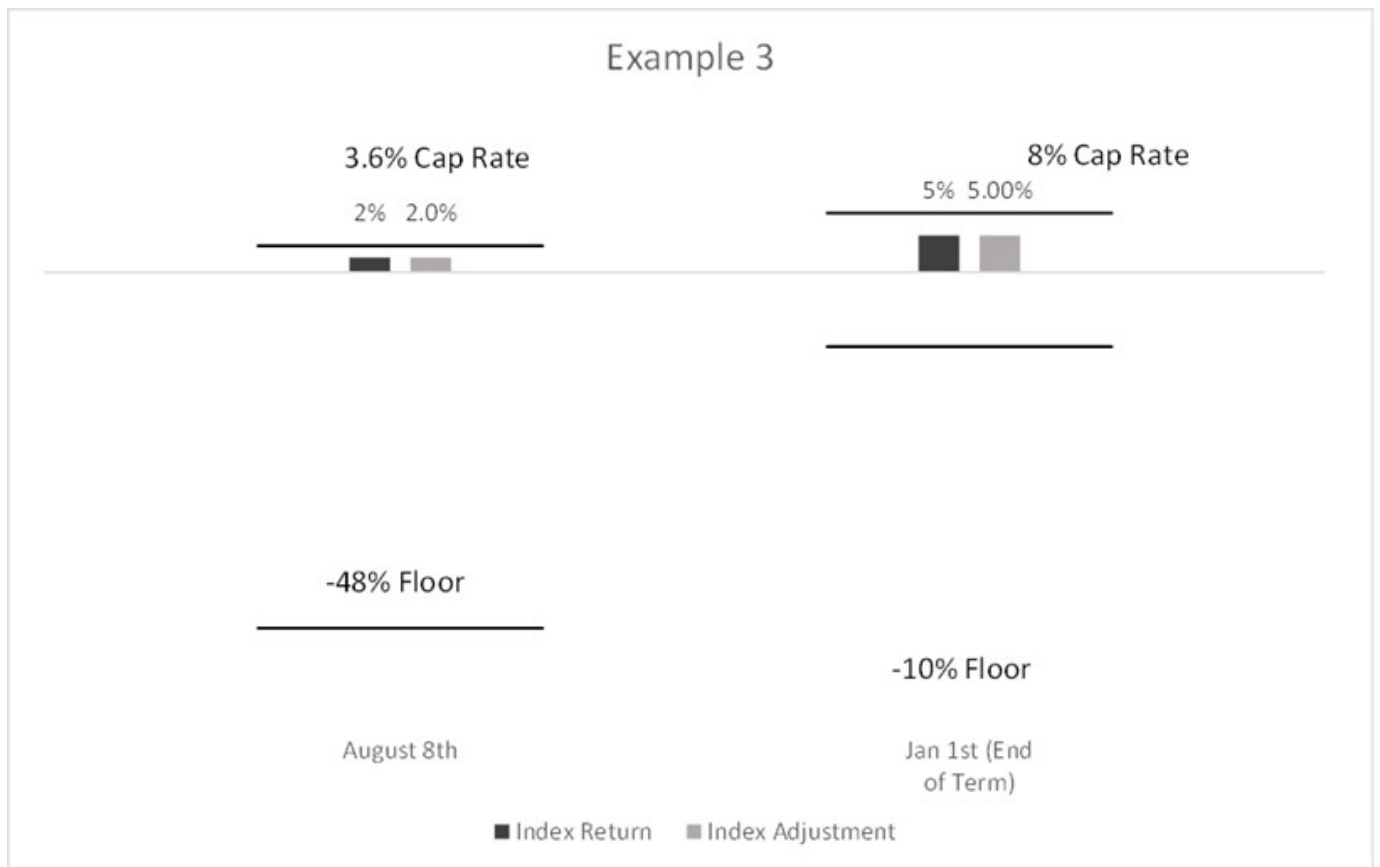 Example 3
3.6% Cap Rate
8% Cap Rate
2% 2.0%
5% 5.00%
-48% Floor
-10% Floor
August 8th
Jan 1st (End
of Term)
Index Return Index Adjustment